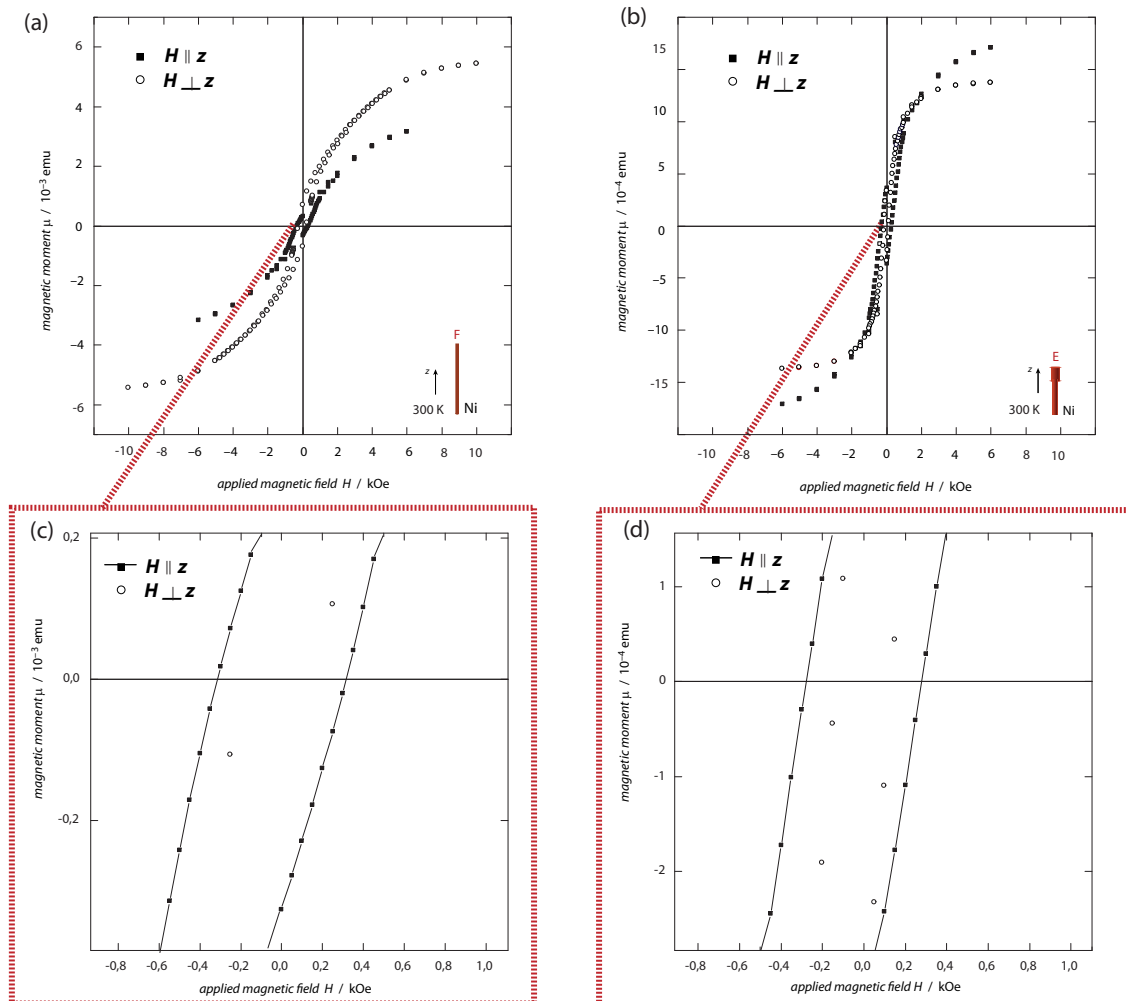 (a)
H || z
H ⊥ z
6
4
2
0
-2
-4
-6
magnetic moment μ / 10⁻³ emu
F
z
300 K
Ni
-10 -8 -6 −4 −2 0 2 4 6 8 10
applied magnetic field H / kOe
(b)
H || z
H ⊥ z
15
10
5
0
-5
-10
-15
magnetic moment μ / 10⁻⁴ emu
E
z
300 K
Ni
-10 -8 -6 −4 −2 0 2 4 6 8 10
applied magnetic field H / kOe
(c)
H || z
H ⊥ z
0,2
0,0
-0,2
magnetic moment μ / 10⁻³ emu
-0,8 -0,6 -0,4 -0,2 0,0 0,2 0,4 0,6 0,8 1,0
applied magnetic field H / kOe
(d)
H || z
H ⊥ z
1
0
-1
-2
magnetic moment μ / 10⁻⁴ emu
-0,8 -0,6 -0,4 -0,2 0,0 0,2 0,4 0,6 0,8 1,0
applied magnetic field H / kOe